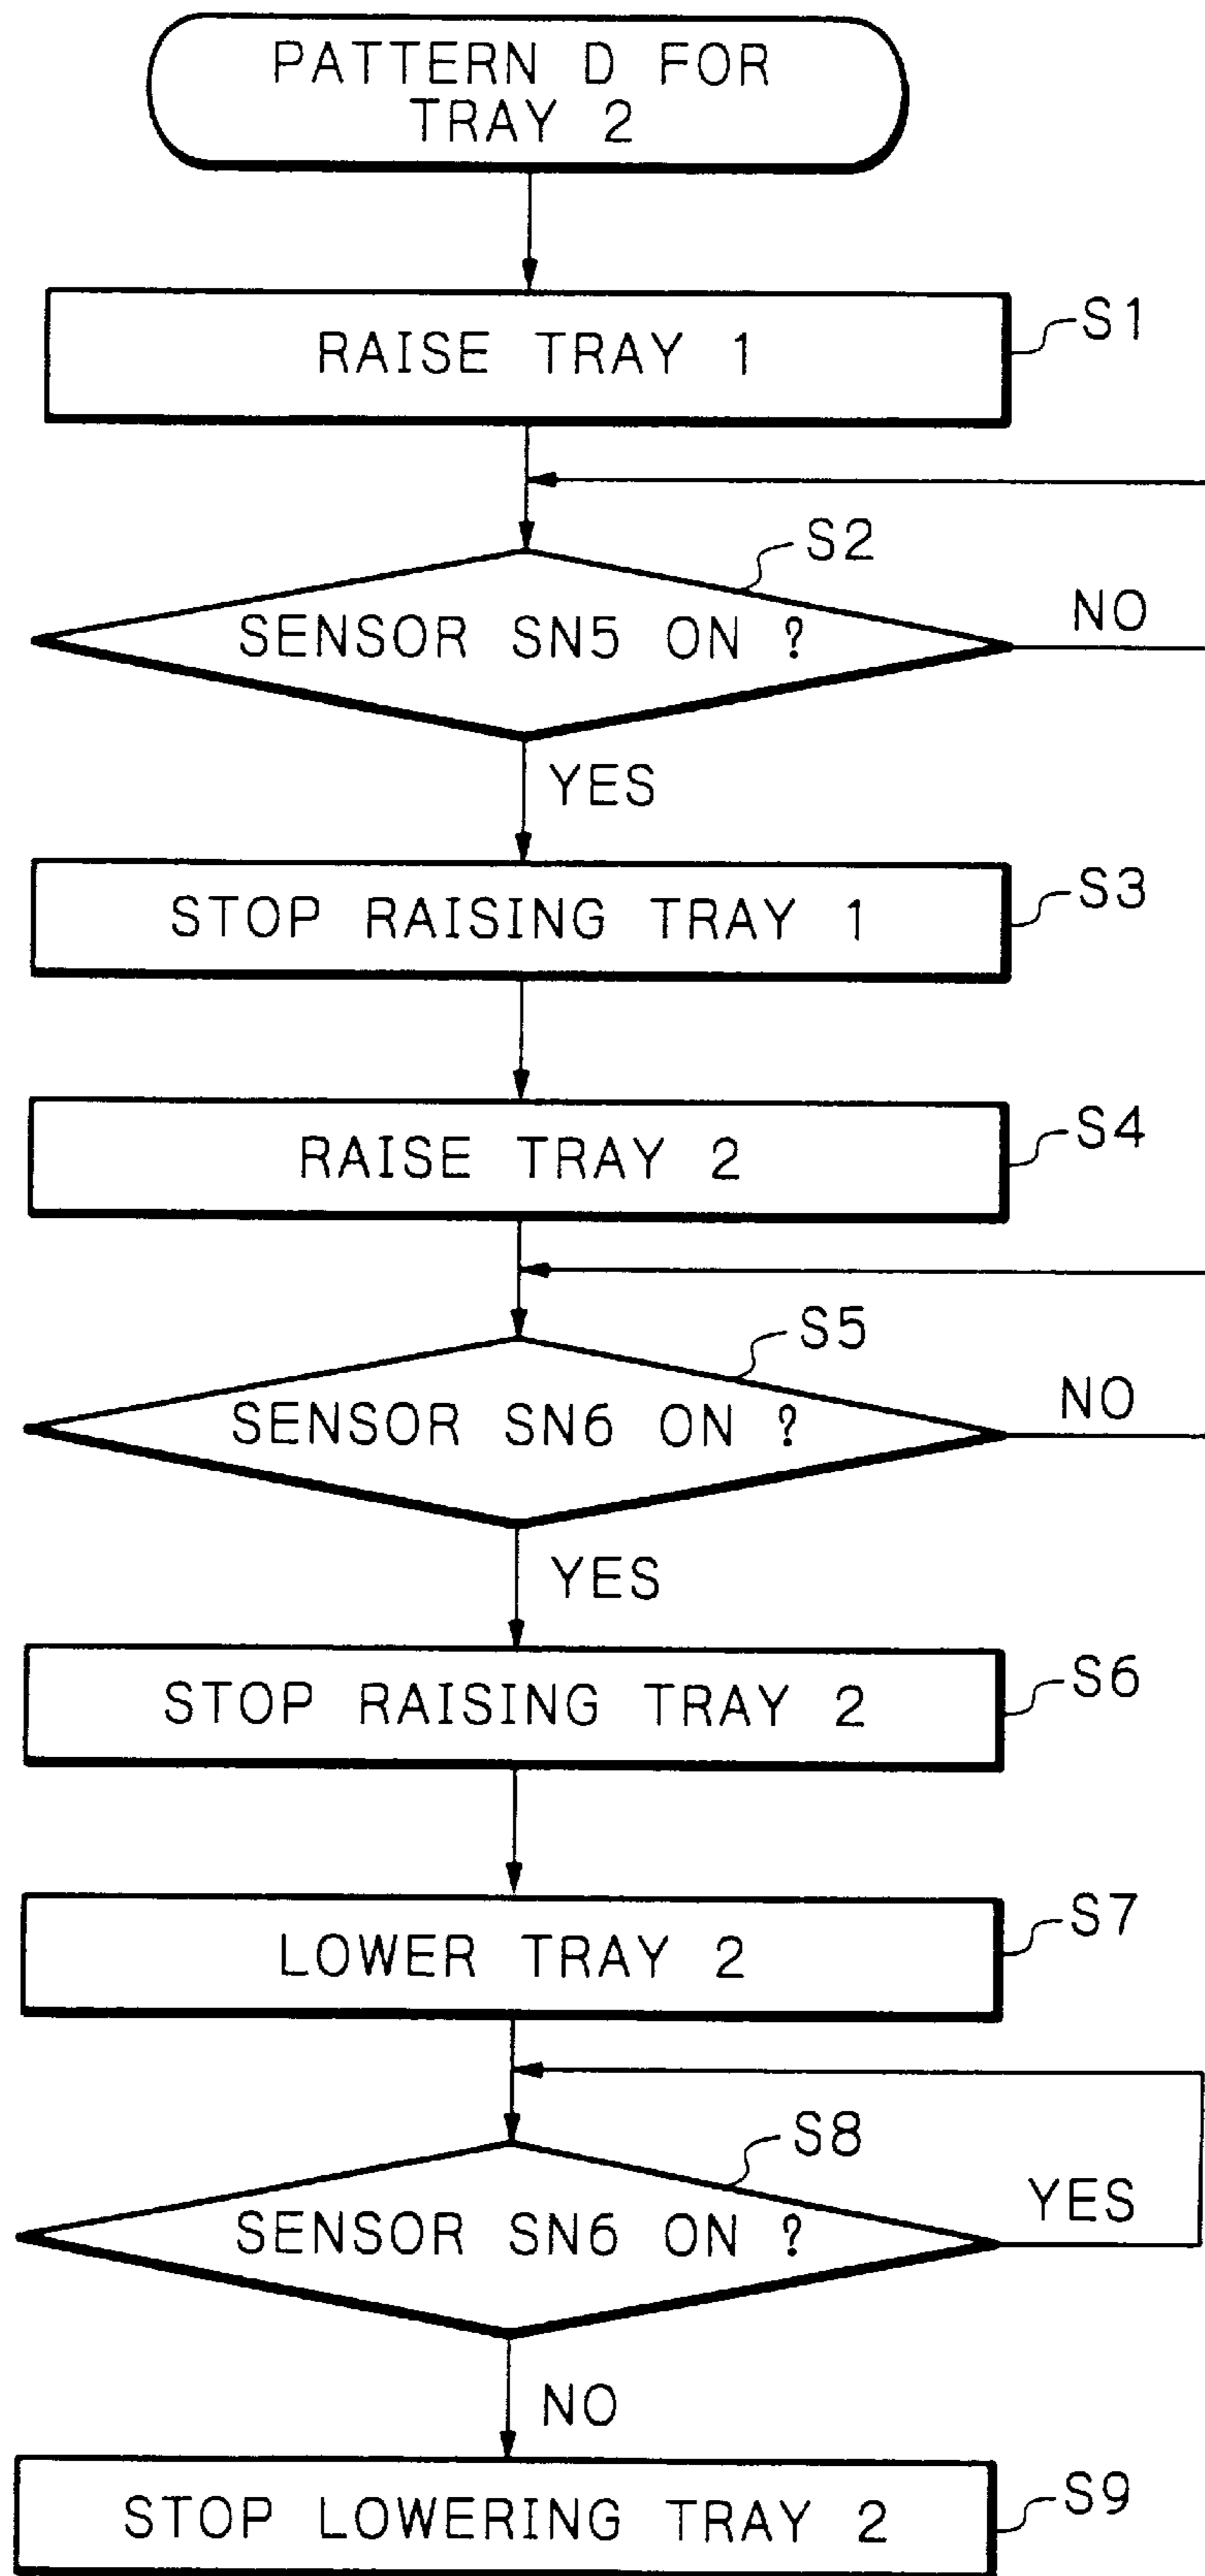 PATTERN D FOR
TRAY 2
RAISE TRAY 1
S1
S2
SENSOR SN5 ON ?
NO
YES
STOP RAISING TRAY 1
S3
RAISE TRAY 2
S4
S5
SENSOR SN6 ON ?
NO
YES
STOP RAISING TRAY 2
S6
LOWER TRAY 2
S7
S8
SENSOR SN6 ON ?
YES
NO
STOP LOWERING TRAY 2
S9